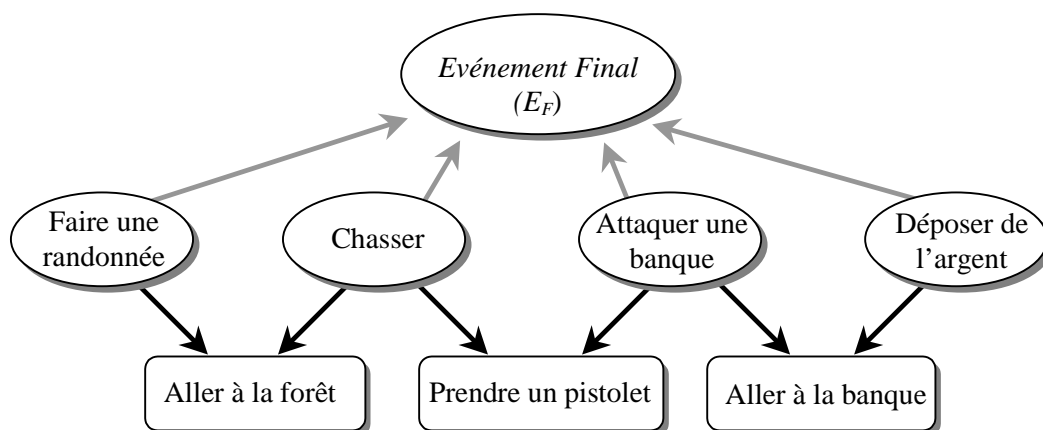 Evénement Final
(E_F)
Faire une
randonnée
Chasser
Attaquer une
banque
Déposer de
l’argent
Aller à la forêt
Prendre un pistolet
Aller à la banque